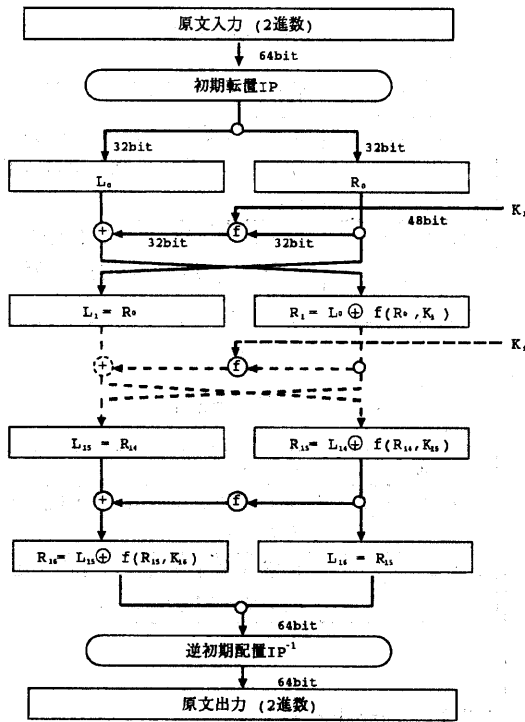 原文入力 (2進数)
64bit
初期転置IP
32bit
32bit
L₀
R₀
48bit
32bit
+
f
32bit
L₁ = R₀
R₁ = L₀ ⊕ f(R₀,K₁)
+
f
L₁₅ = R₁₄
R₁₅= L₁₄⊕ f(R₁₄,K₁₅)
+
f
R₁₆= L₁₅⊕ f(R₁₅,K₁₆)
L₁₆ = R₁₅
64bit
逆初期配置IP⁻¹
64bit
原文出力 (2進数)